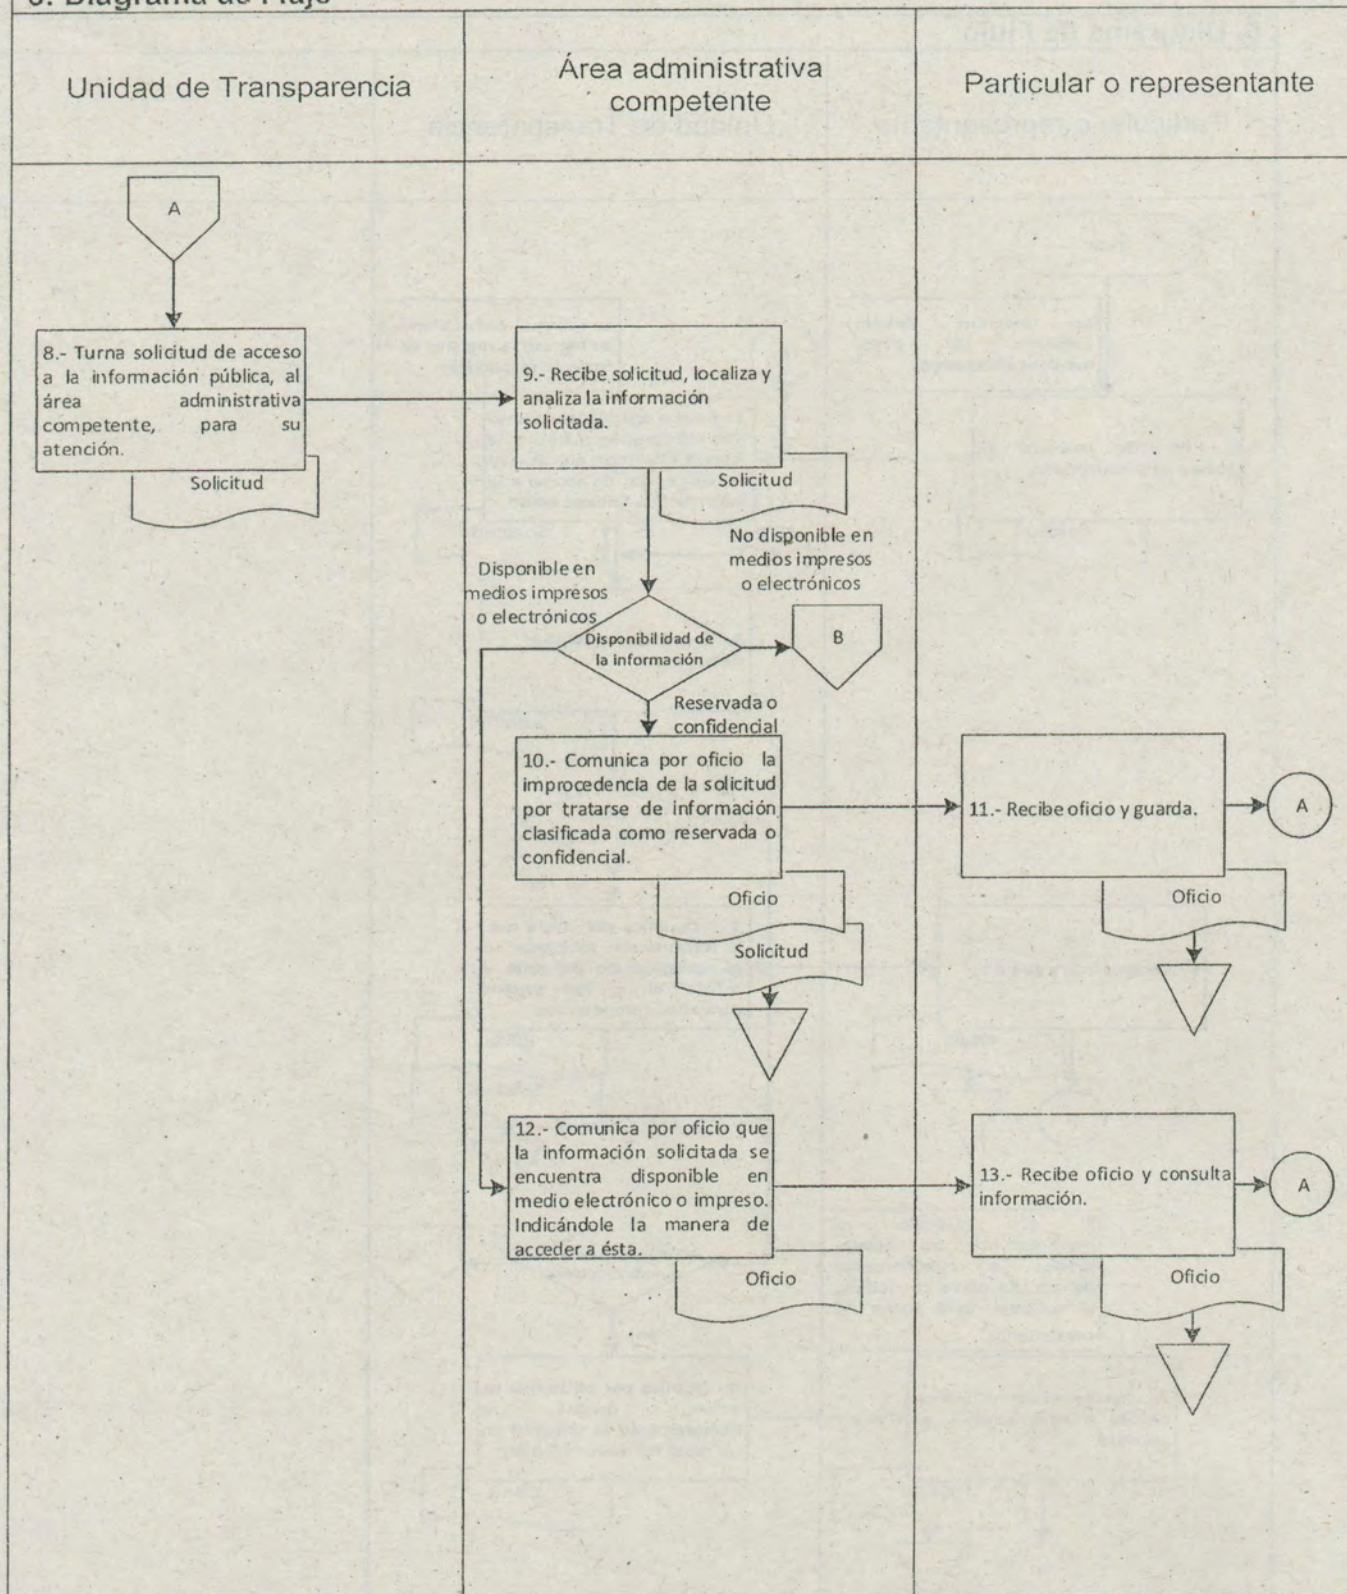 Diagrama de Flujo
Unidad de Transparencia
Área administrativa
competente
Particular o representante
A
8.- Turna solicitud de acceso
a la información pública, al
área administrativa
competente, para su
atención.
Solicitud
9.- Recibe solicitud, localiza y
analiza la información
solicitada.
Solicitud
No disponible en
medios impresos
o electrónicos
Disponible en
medios impresos
o electrónicos
Disponibilidad de
la información
B
Reservada o
confidencial
10.- Comunica por oficio la
improcedencia de la solicitud
por tratarse de información
clasificada como reservada o
confidencial.
Oficio
Solicitud
11.- Recibe oficio y guarda.
A
Oficio
12.- Comunica por oficio que
la información solicitada se
encuentra disponible en
medio electrónico o impreso.
Indicándole la manera de
acceder a ésta.
Oficio
13.- Recibe oficio y consulta
información.
A
Oficio